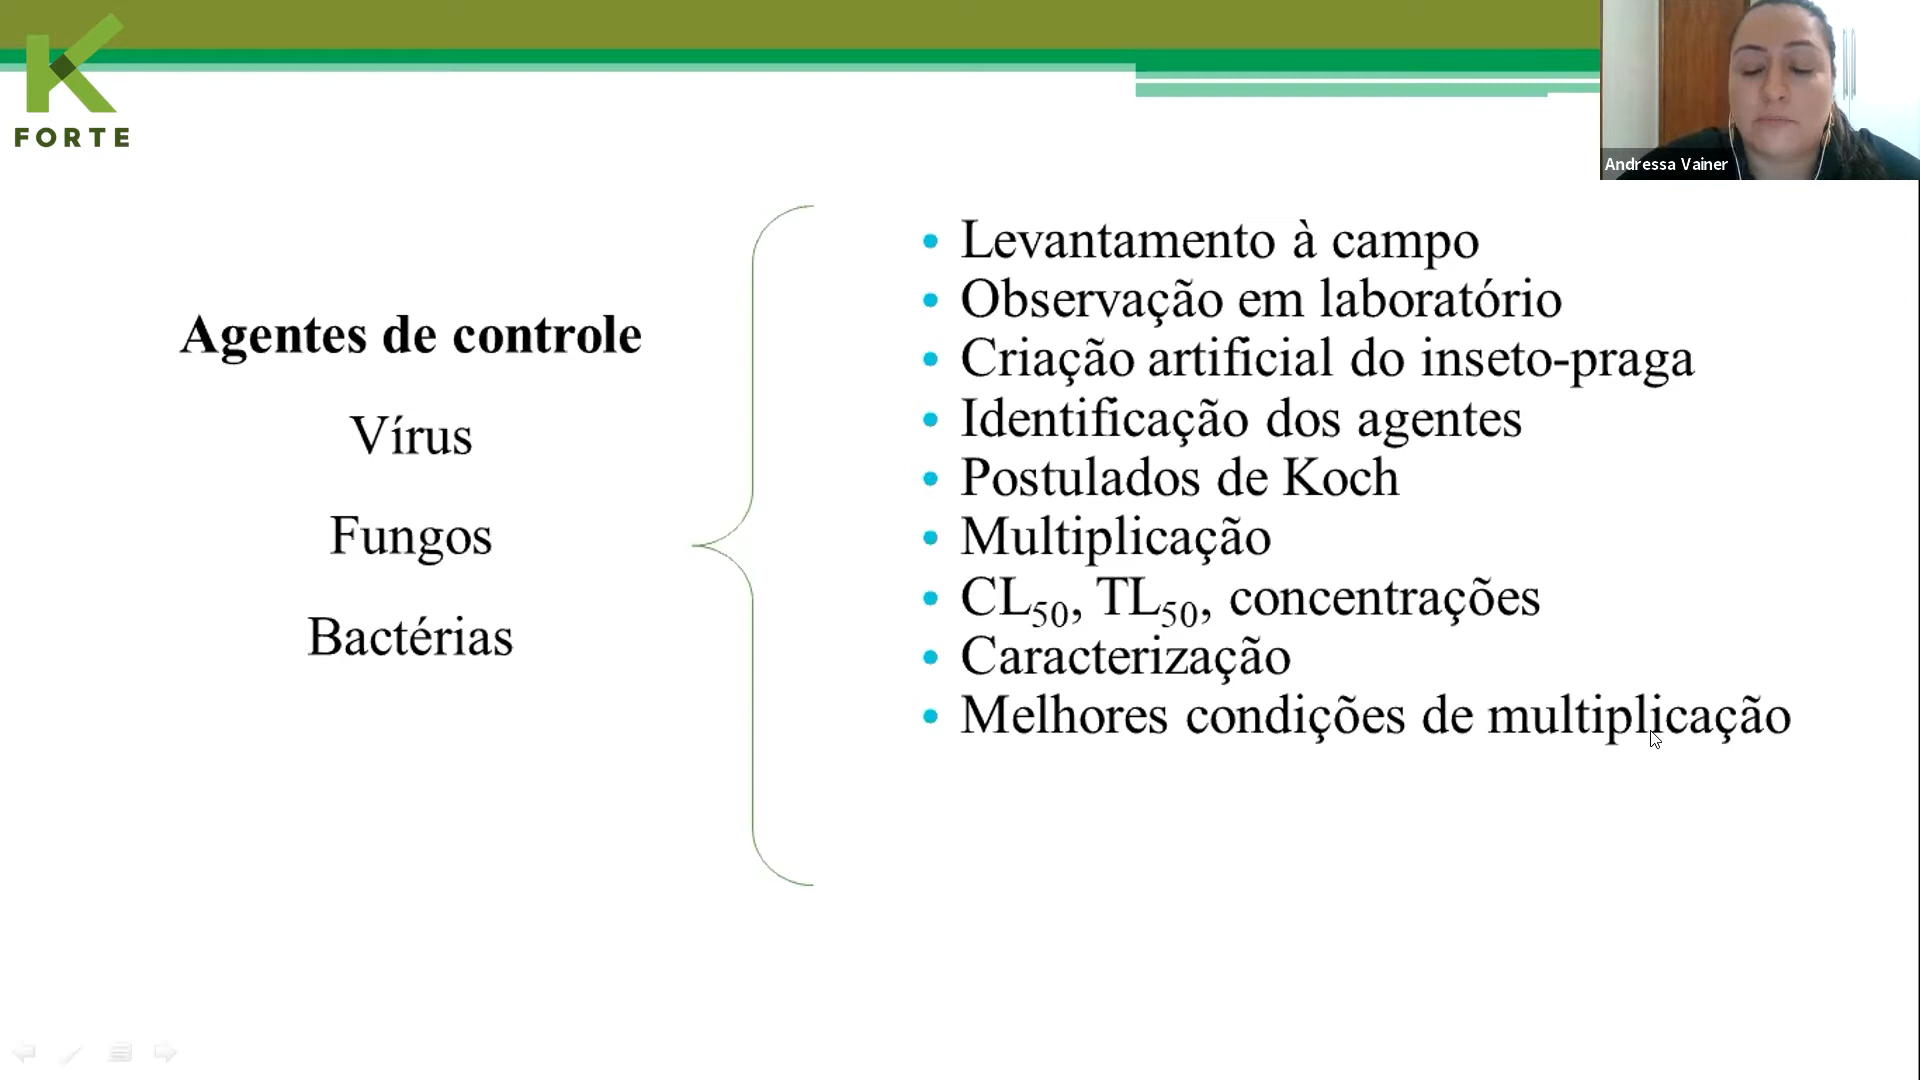 K
FORTE
Andressa Vainer
Agentes de controle
Vírus
Fungos
Bactérias
• Levantamento à campo
• Observação em laboratório
• Criação artificial do inseto-praga
• Identificação dos agentes
• Postulados de Koch
• Multiplicação
• CL50, TL50, concentrações
• Caracterização
• Melhores condições de multiplicação